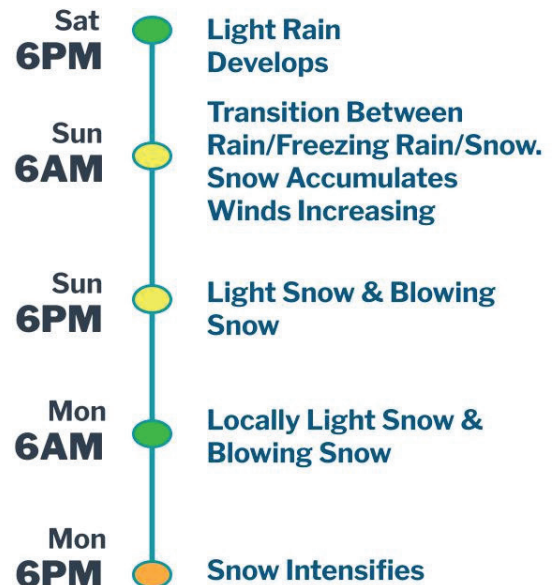 Sat
6PM
Light Rain
Develops
Sun
6AM
Transition Between
Rain/Freezing Rain/Snow.
Snow Accumulates
Winds Increasing
Sun
6PM
Light Snow & Blowing
Snow
Mon
6AM
Locally Light Snow &
Blowing Snow
Mon
6PM
Snow Intensifies